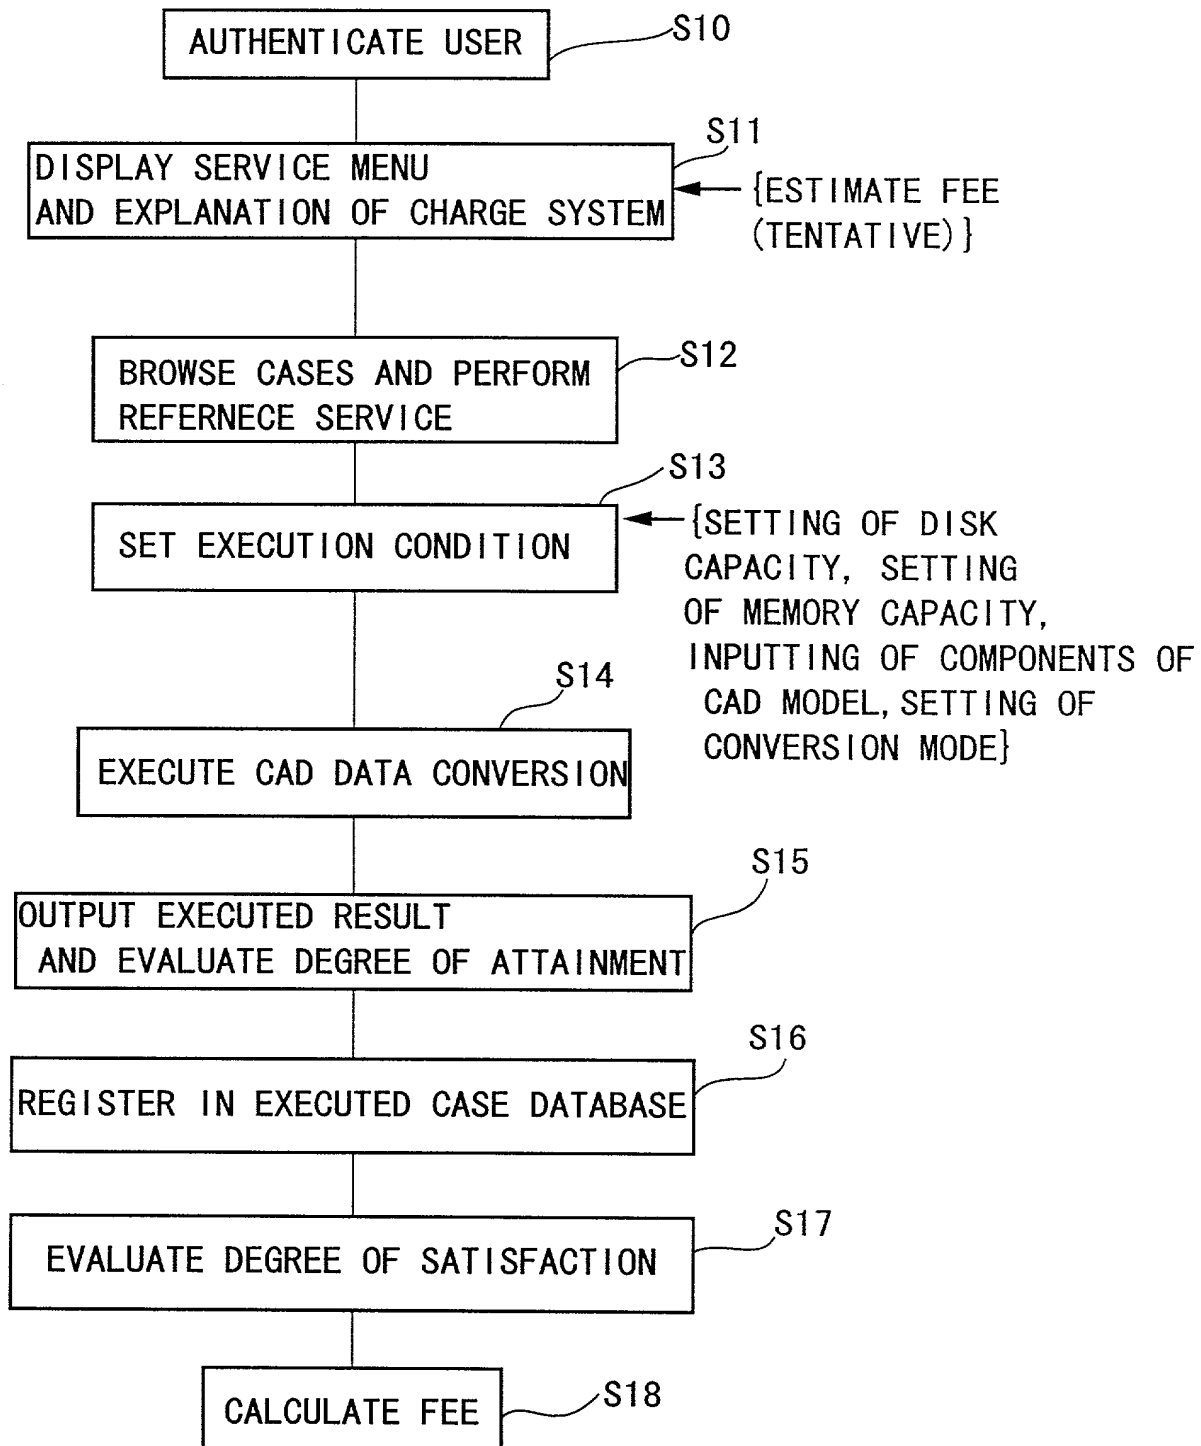 AUTHENTICATE USER
S10
S11
DISPLAY SERVICE MENU
AND EXPLANATION OF CHARGE SYSTEM
{ESTIMATE FEE
(TENTATIVE)}
S12
BROWSE CASES AND PERFORM
REFERNECE SERVICE
S13
SET EXECUTION CONDITION
{SETTING OF DISK
CAPACITY, SETTING
OF MEMORY CAPACITY,
INPUTTING OF COMPONENTS OF
CAD MODEL, SETTING OF
CONVERSION MODE}
S14
EXECUTE CAD DATA CONVERSION
S15
OUTPUT EXECUTED RESULT
AND EVALUATE DEGREE OF ATTAINMENT
S16
REGISTER IN EXECUTED CASE DATABASE
S17
EVALUATE DEGREE OF SATISFACTION
S18
CALCULATE FEE